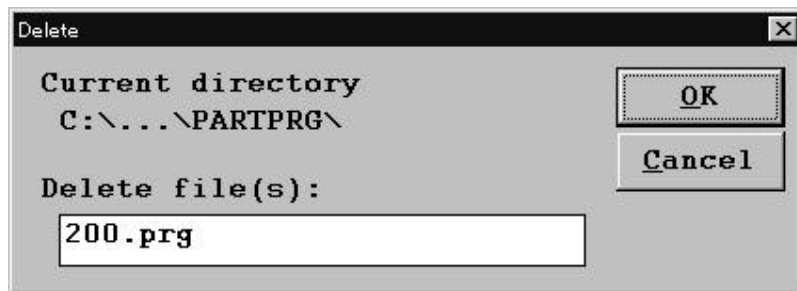 Delete
Current directory
C:\...\PARTPRG\
OK
Cancel
Delete file(s):
200.prg